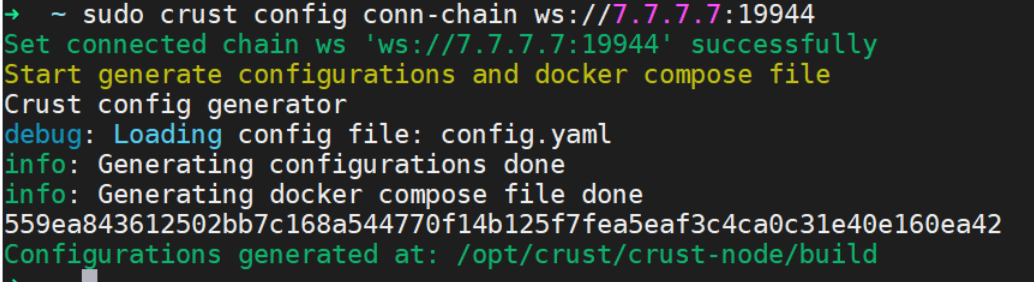 → ~ sudo crust config conn-chain ws://7.7.7.7:19944
Set connected chain ws 'ws://7.7.7.7:19944' successfully
Start generate configurations and docker compose file
Crust config generator
debug: Loading config file: config.yaml
info: Generating configurations done
info: Generating docker compose file done
559ea843612502bb7c168a544770f14b125f7fea5eaf3c4ca0c31e40e160ea42
Configurations generated at: /opt/crust/crust-node/build